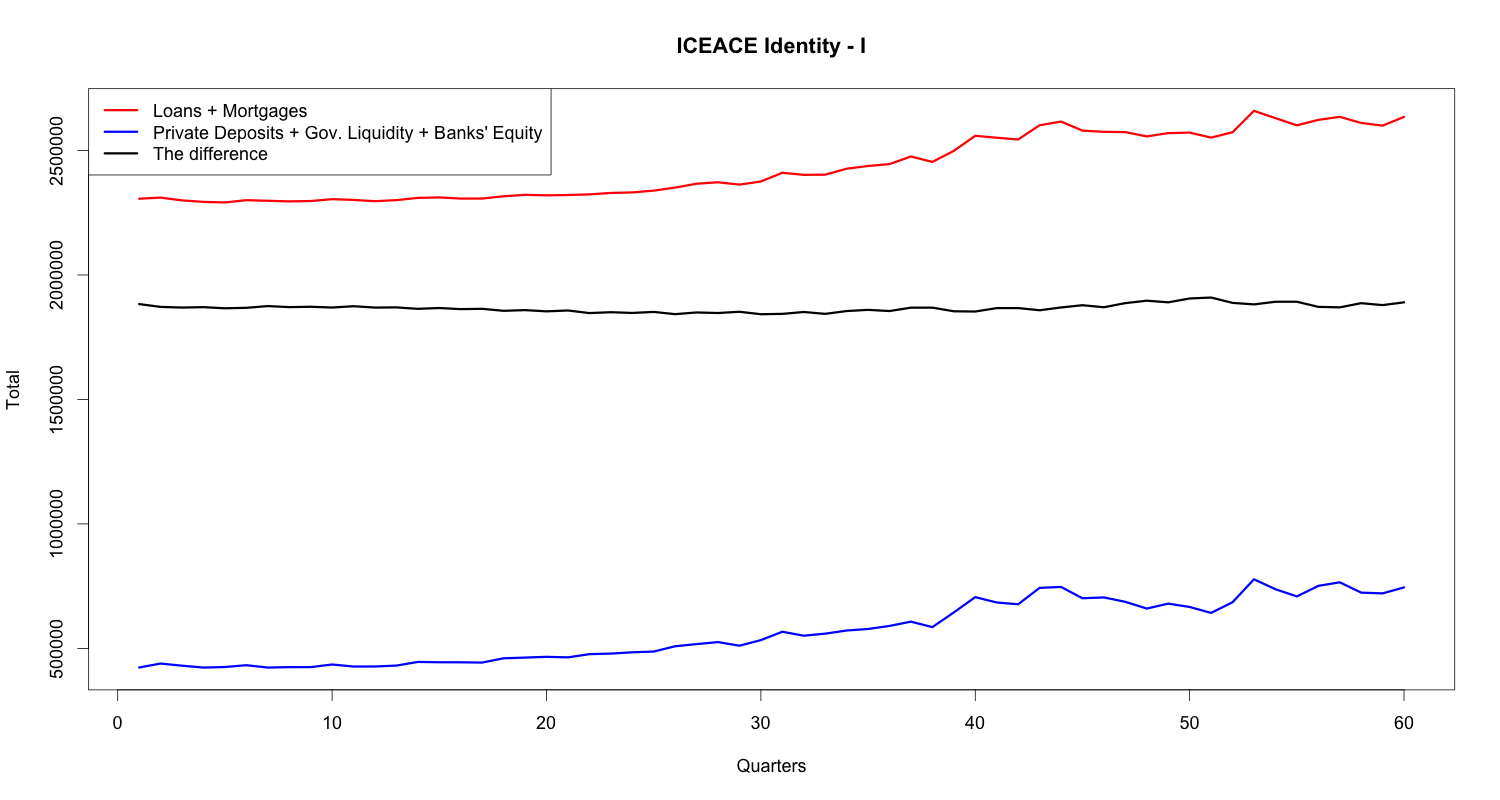 ICEACE Identity - I
Loans + Mortgages
Private Deposits + Gov. Liquidity + Banks' Equity
The difference
2500000
2000000
1500000
1000000
500000
Total
0 10 20 30 40 50 60
Quarters